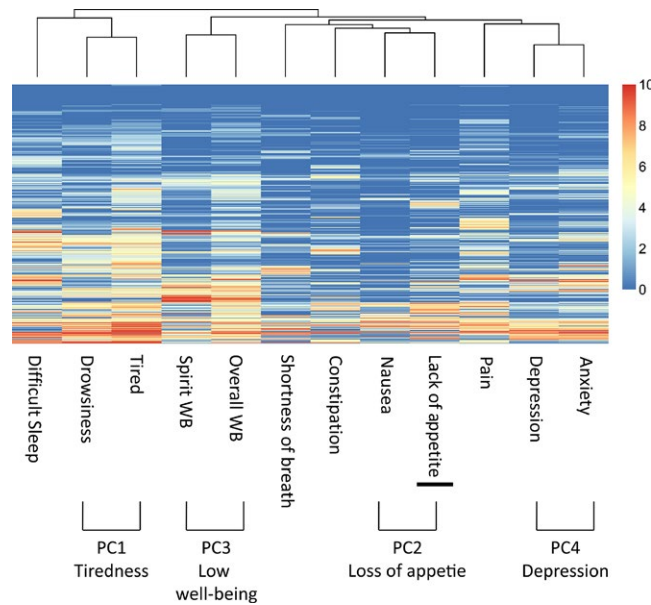 10
8
6
4
2
0
Difficult Sleep
Drowsiness
Tired
Spirit WB
Overall WB
Shortness of breath
Constipation
Nausea
Lack of appetite
Pain
Depression
Anxiety
PC1
Tiredness
PC3
Low
well-being
PC2
Loss of appetie
PC4
Depression